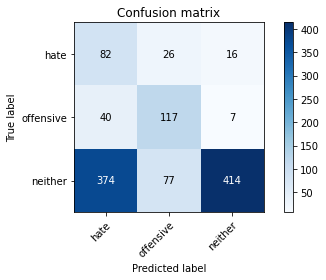 Confusion matrix
True label
hate 82 26 16
offensive 40 117 7
neither 374 77 414
hate offensive neither
Predicted label
400
350
300
250
200
150
100
50